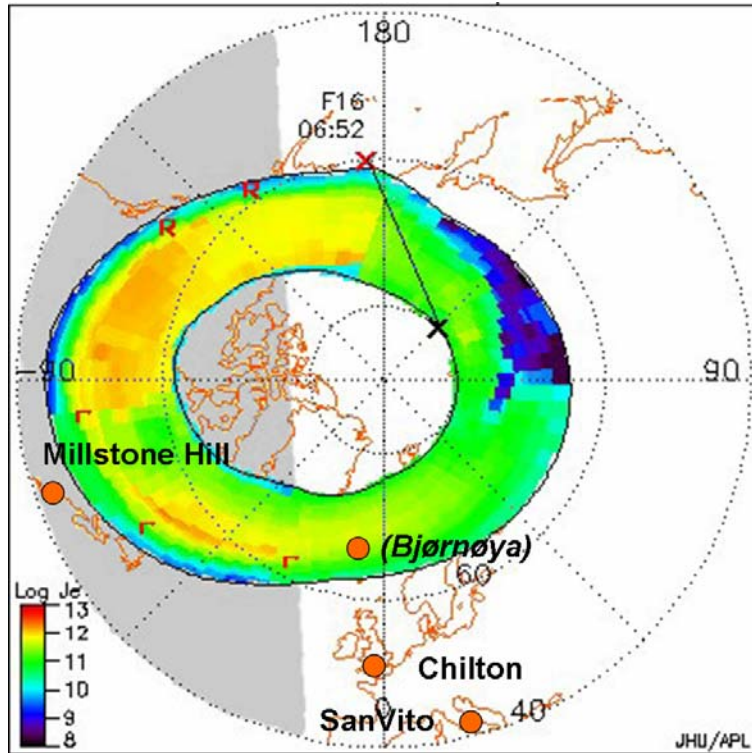 180
F16
06:52
X
R
R
X
-90
90
Millstone Hill
(Bjørnøya)
60
Log Je
13
12
11
10
9
8
Chilton
0
SanVito
40
JHU/APL